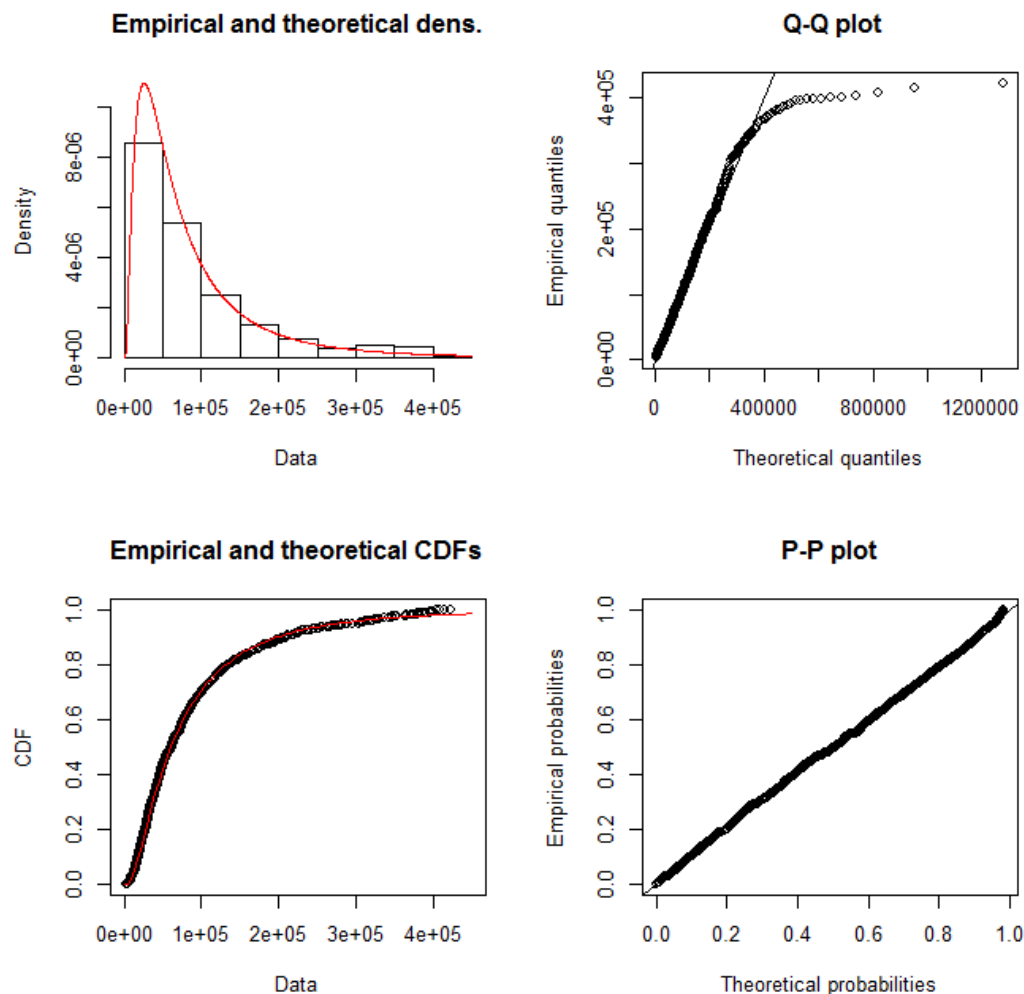 Empirical and theoretical dens.
Density
0e+00 4e-06 8e-06
0e+00 1e+05 2e+05 3e+05 4e+05
Data
Q-Q plot
Empirical quantiles
0e+00 2e+05 4e+05
0 400000 800000 1200000
Theoretical quantiles
Empirical and theoretical CDFs
CDF
0.0 0.2 0.4 0.6 0.8 1.0
0e+00 1e+05 2e+05 3e+05 4e+05
Data
P-P plot
Empirical probabilities
0.0 0.2 0.4 0.6 0.8 1.0
0.0 0.2 0.4 0.6 0.8 1.0
Theoretical probabilities